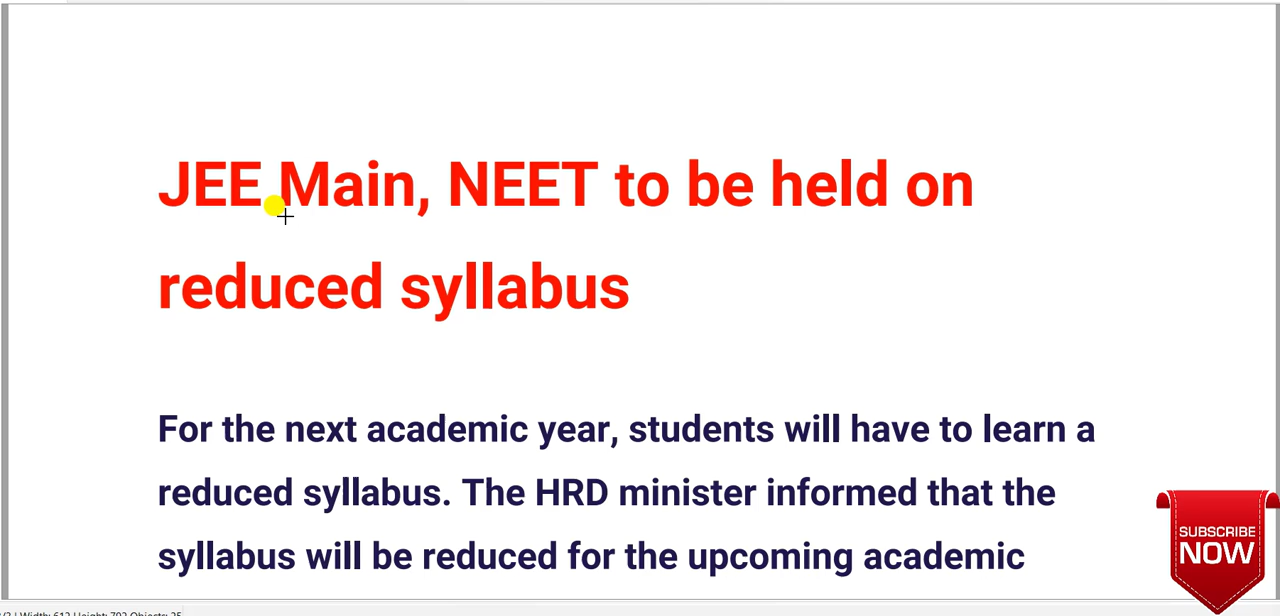 JEE Main, NEET to be held on
reduced syllabus
For the next academic year, students will have to learn a
reduced syllabus. The HRD minister informed that the
syllabus will be reduced for the upcoming academic
SUBSCRIBE
NOW